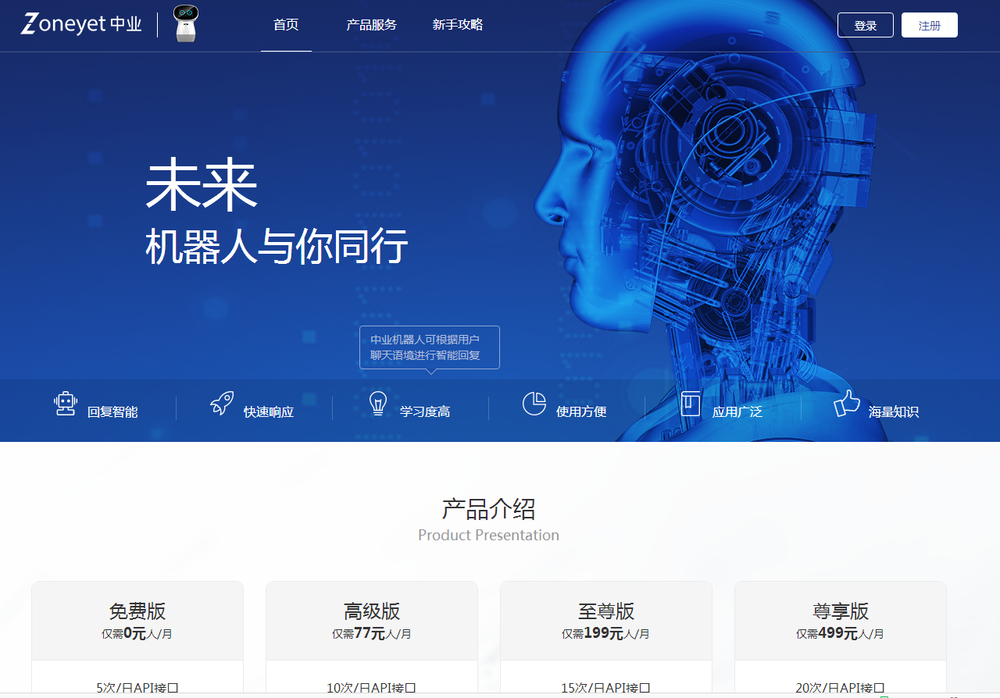 Zoneyet 中业
首页
产品服务
新手攻略
登录
注册
未来
机器人与你同行
中业机器人可根据用户
聊天语境进行智能回复
回复智能
快速响应
学习度高
使用方便
应用广泛
海量知识
产品介绍
Product Presentation
免费版
仅需0元人/月
5次/日API接口
高级版
仅需77元人/月
10次/日API接口
至尊版
仅需199元人/月
15次/日API接口
尊享版
仅需499元人/月
20次/日API接口